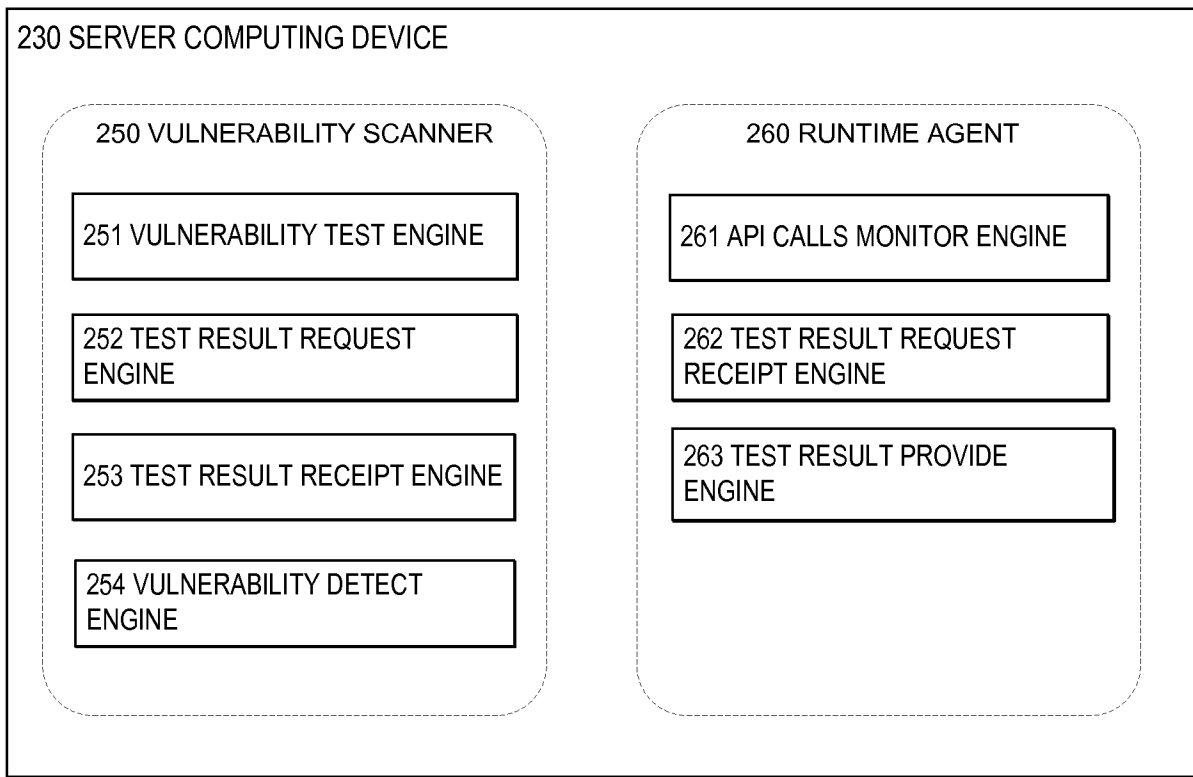 230 SERVER COMPUTING DEVICE
250 VULNERABILITY SCANNER
251 VULNERABILITY TEST ENGINE
252 TEST RESULT REQUEST
ENGINE
253 TEST RESULT RECEIPT ENGINE
254 VULNERABILITY DETECT
ENGINE
260 RUNTIME AGENT
261 API CALLS MONITOR ENGINE
262 TEST RESULT REQUEST
RECEIPT ENGINE
263 TEST RESULT PROVIDE
ENGINE